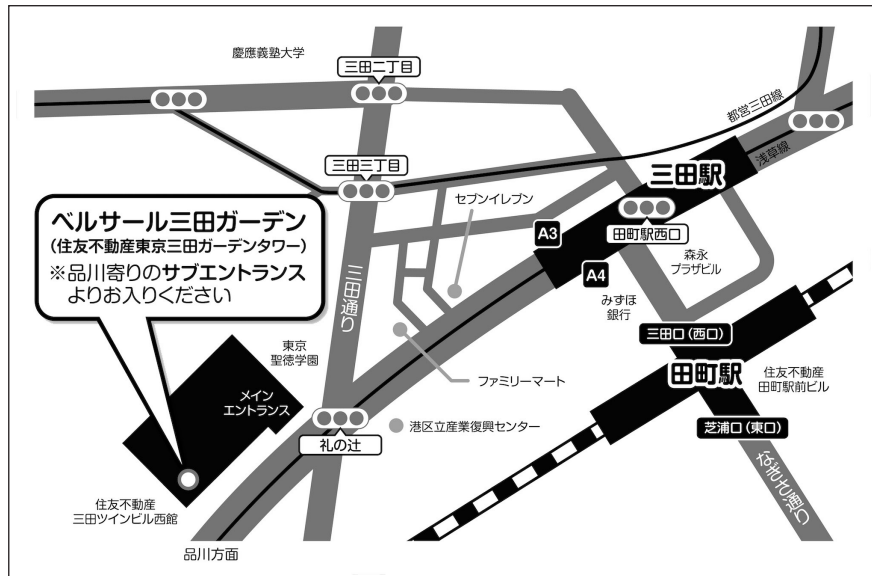 慶應義塾大学
三田二丁目
都営三田線
浅草線
三田三丁目
セブンイレブン
三田駅
A3
田町駅西口
A4
森永
プラザビル
みずほ
銀行
ベルサール三田ガーデン
(住友不動産東京三田ガーデンタワー)
※品川寄りのサブエントランス
よりお入りください
三田通り
東京
聖徳学園
三田口(西口)
田町駅
住友不動産
田町駅前ビル
ファミリーマート
メイン
エントランス
港区立産業復興センター
芝浦口(東口)
礼の辻
なぎさ通り
住友不動産
三田ツインビル西館
品川方面